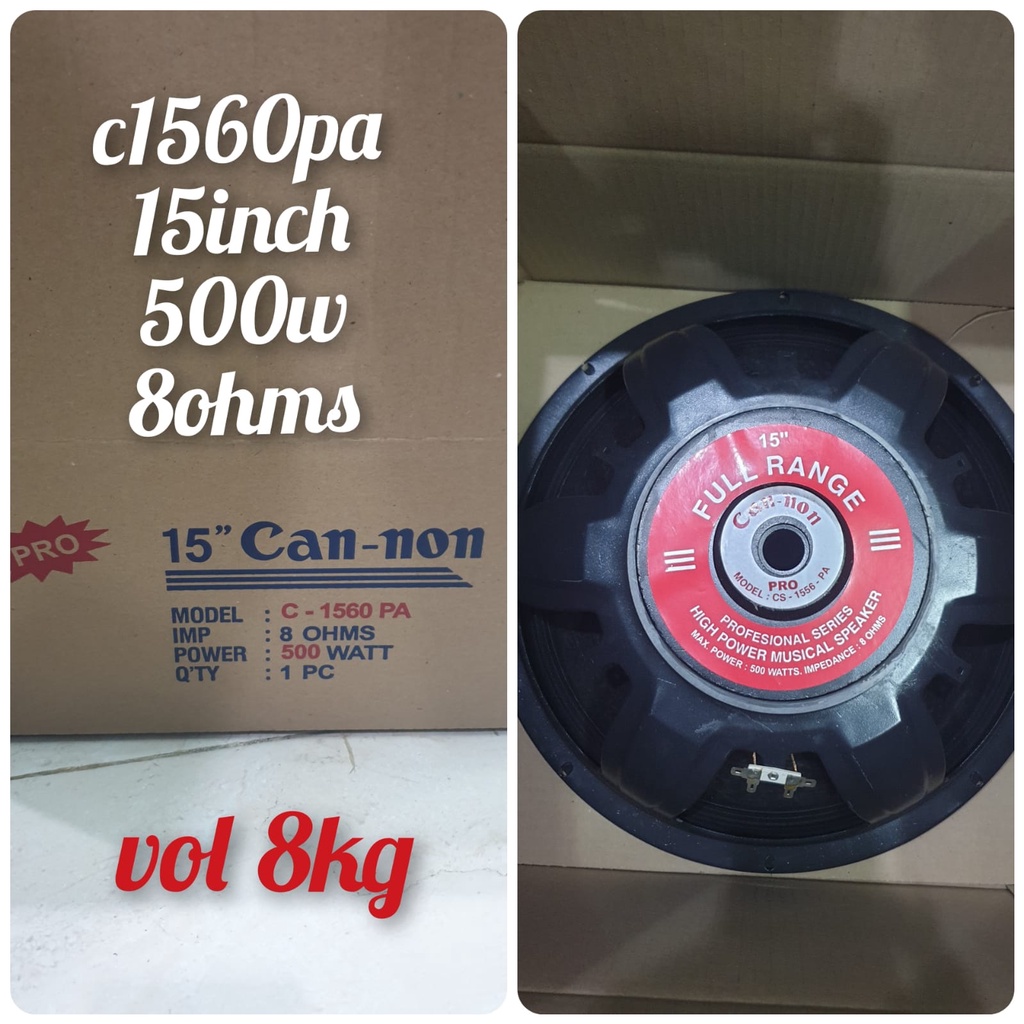 c1560pa
15inch
500w
8ohms
PRO
15” Can-non
MODEL : C - 1560 PA
IMP : 8 OHMS
POWER : 500 WATT
Q'TY : 1 PC
vol 8kg
15"
FULL RANGE
Can-non
PRO
MODEL : CS - 1556 - PA
PROFESIONAL SERIES
HIGH POWER MUSICAL SPEAKER
MAX. POWER : 500 WATTS. IMPEDANCE : 8 OHMS